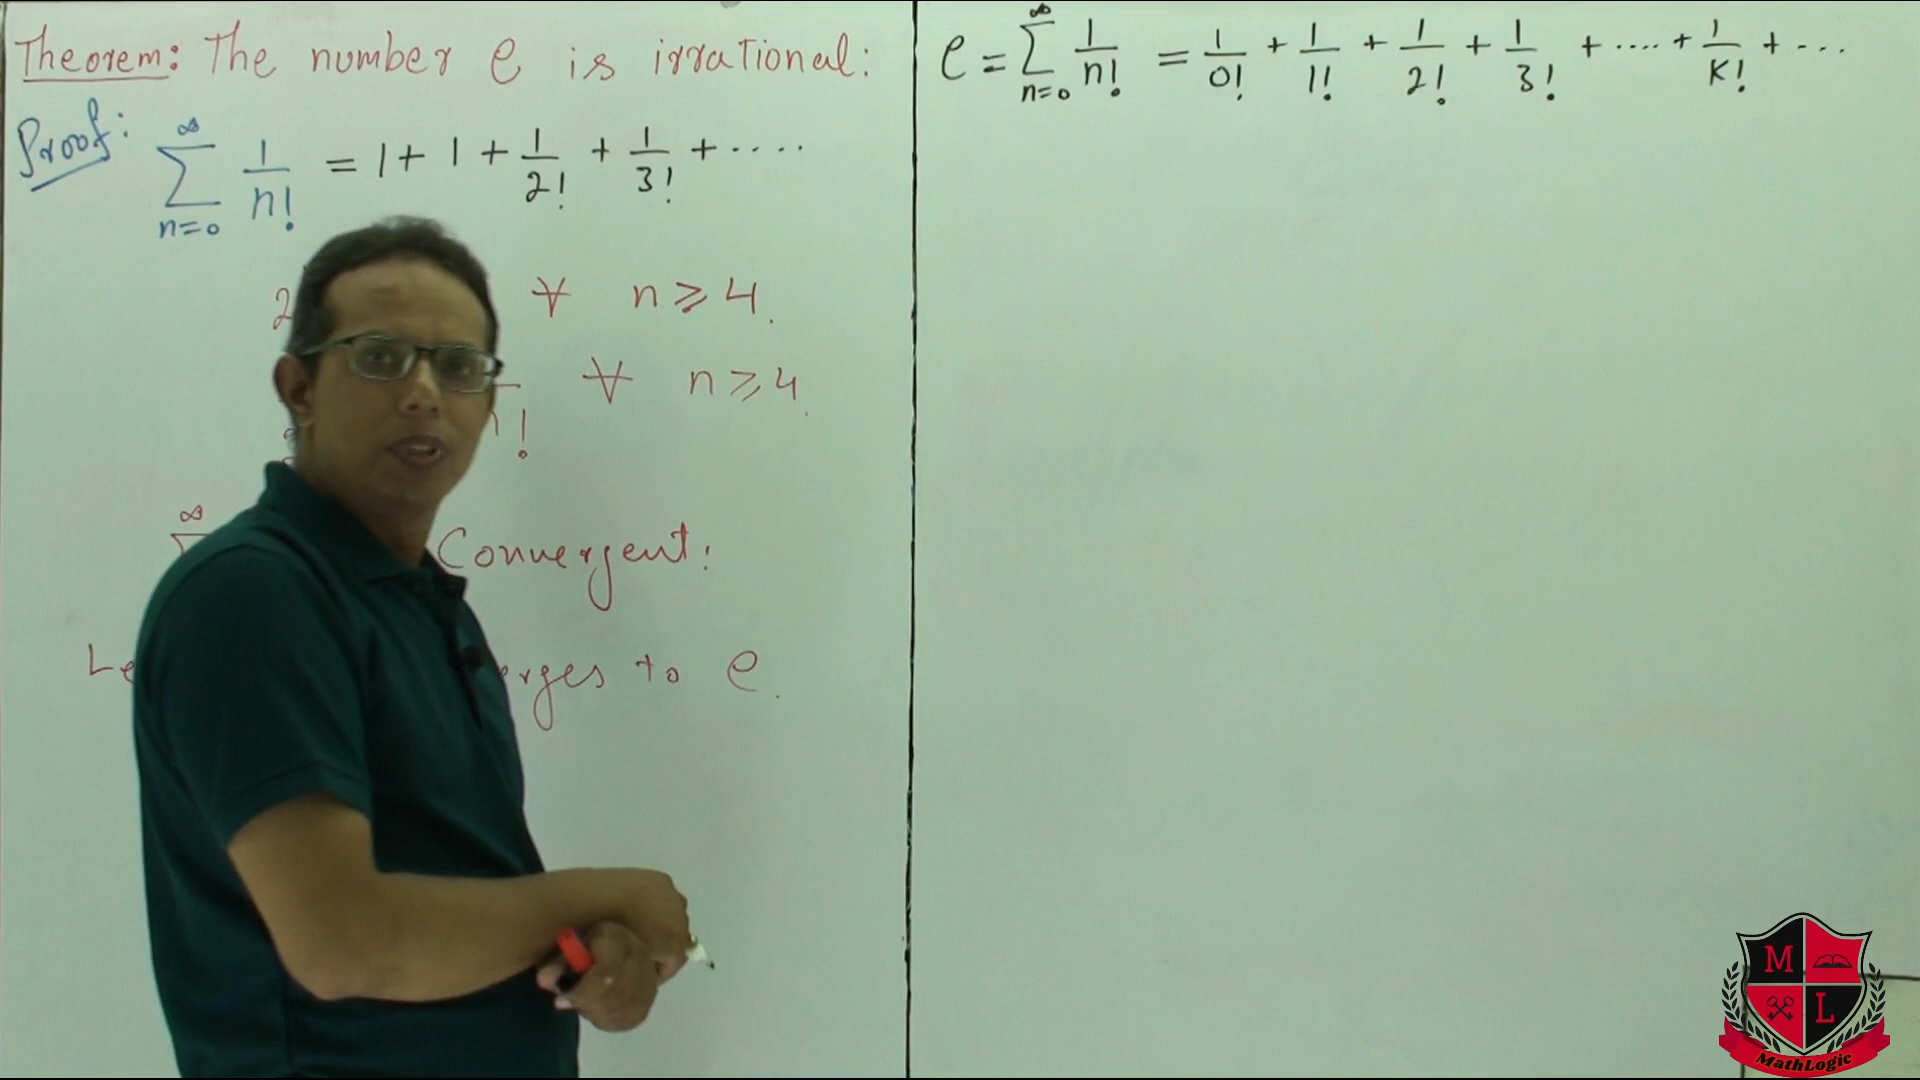 Theorem: The number e is irrational:
Proof: ∞ ∑ n=0 1/n! = 1 + 1 + 1/2! + 1/3! + ....
2 ∀ n ⩾ 4.
n! ∀ n ⩾ 4.
∞ ∑ Convergent:
to e.
e = ∞ ∑ n=0 1/n! = 1/0! + 1/1! + 1/2! + 1/3! + .... + 1/K! + ...
M
L
MathLogic